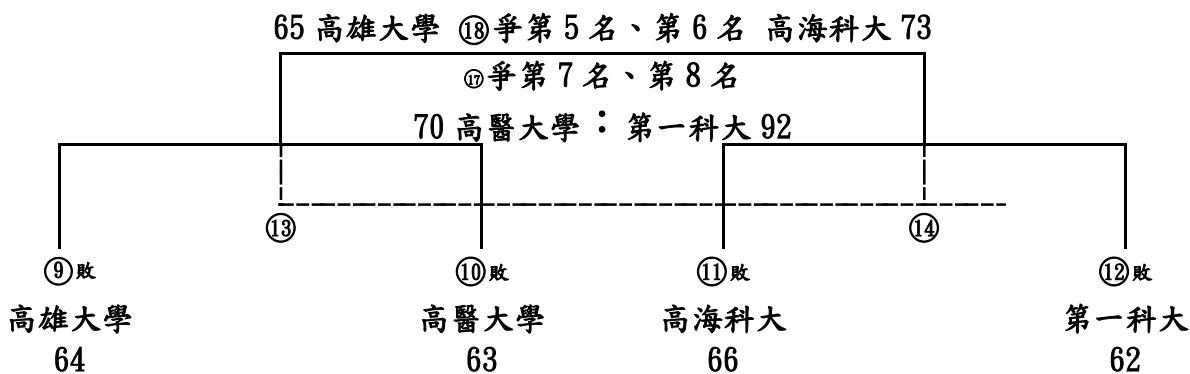 65 高雄大學 ⑱爭第 5 名、第 6 名 高海科大 73
⑰爭第 7 名、第 8 名
70 高醫大學：第一科大 92
⑬ ⑭
⑨敗 ⑩敗 ⑪敗 ⑫敗
高雄大學 高醫大學 高海科大 第一科大
64 63 66 62